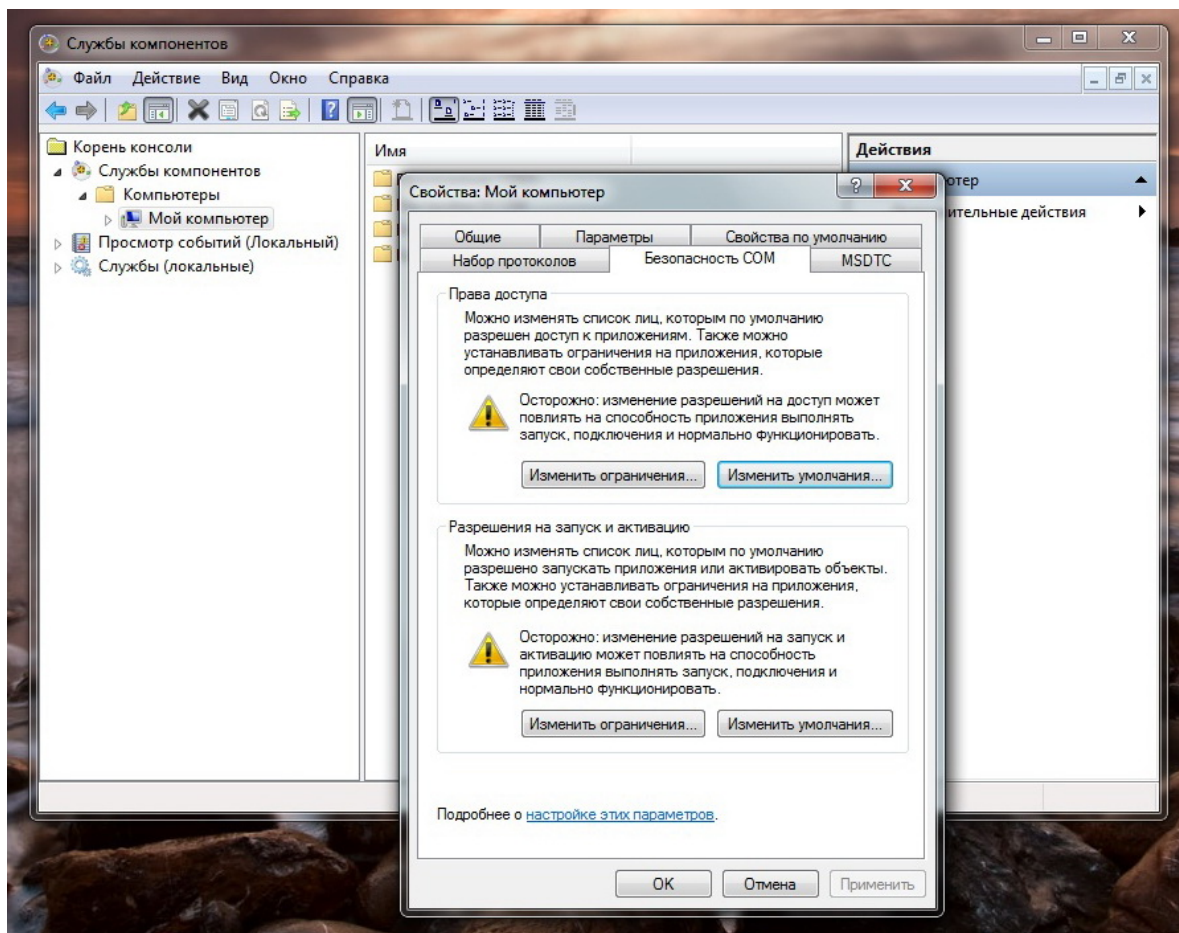 Службы компонентов
Файл Действие Вид Окно Справка
Корень консоли
Службы компонентов
Компьютеры
Мой компьютер
Просмотр событий (Локальный)
Службы (локальные)
Имя
Действия
Свойства: Мой компьютер
Общие Параметры Свойства по умолчанию
Набор протоколов Безопасность COM MSDTC
Права доступа
Можно изменять список лиц, которым по умолчанию
разрешен доступ к приложениям. Также можно
устанавливать ограничения на приложения, которые
определяют свои собственные разрешения.
Осторожно: изменение разрешений на доступ может
повлиять на способность приложения выполнять
запуск, подключения и нормально функционировать.
Изменить ограничения... Изменить умолчания...
Разрешения на запуск и активацию
Можно изменять список лиц, которым по умолчанию
разрешено запускать приложения или активировать объекты.
Также можно устанавливать ограничения на приложения,
которые определяют свои собственные разрешения.
Осторожно: изменение разрешений на запуск и
активацию может повлиять на способность
приложения выполнять запуск, подключения и
нормально функционировать.
Изменить ограничения... Изменить умолчания...
Подробнее о настройке этих параметров.
OK Отмена Применить
действия